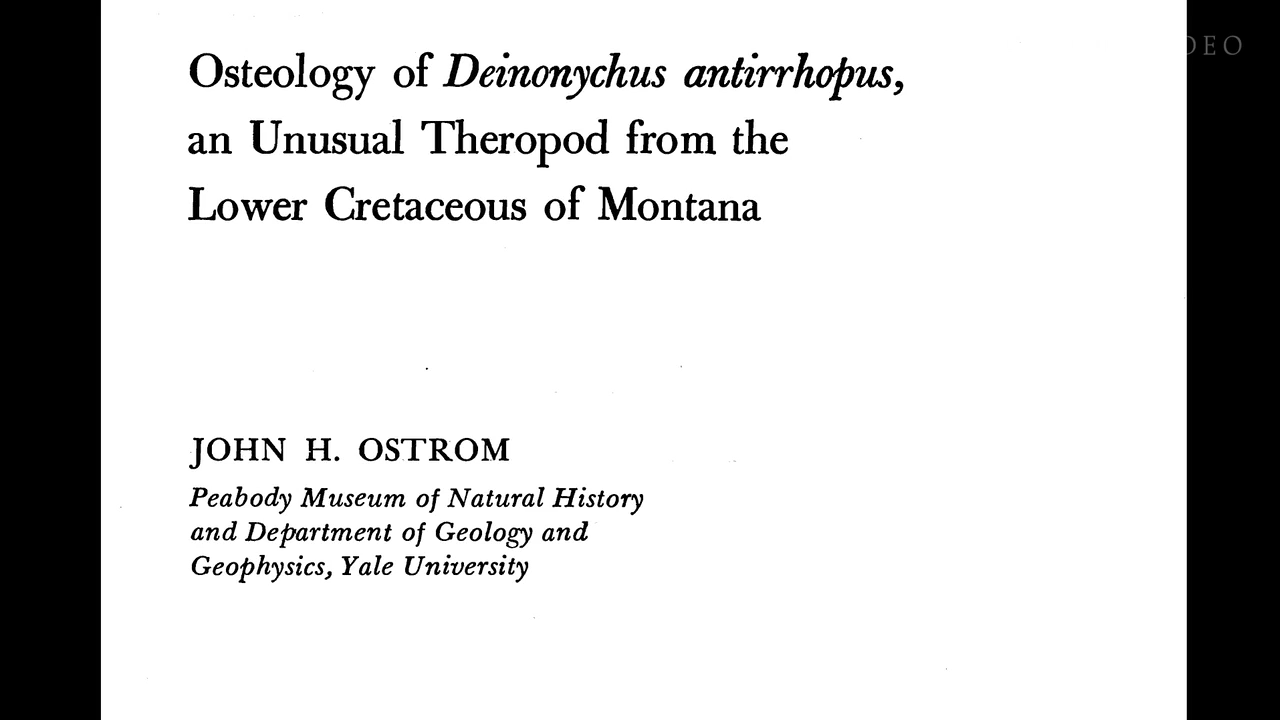 Osteology of Deinonychus antirrhopus,
an Unusual Theropod from the
Lower Cretaceous of Montana
JOHN H. OSTROM
Peabody Museum of Natural History
and Department of Geology and
Geophysics, Yale University